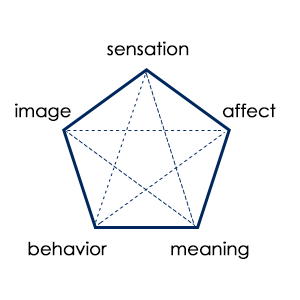 sensation
image
affect
behavior
meaning